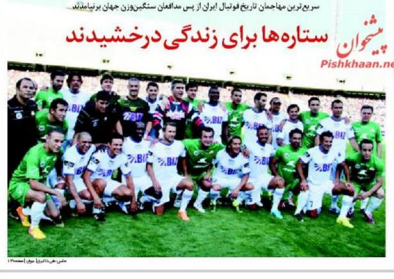 سریع‌ترین مهاجمان تاریخ فوتبال ایران از پس مدافعان سنگین‌وزن جهان برنیامدند
ستاره‌ها برای زندگی درخشیدند
پیشخوان
Pishkhaan.net
BIZ